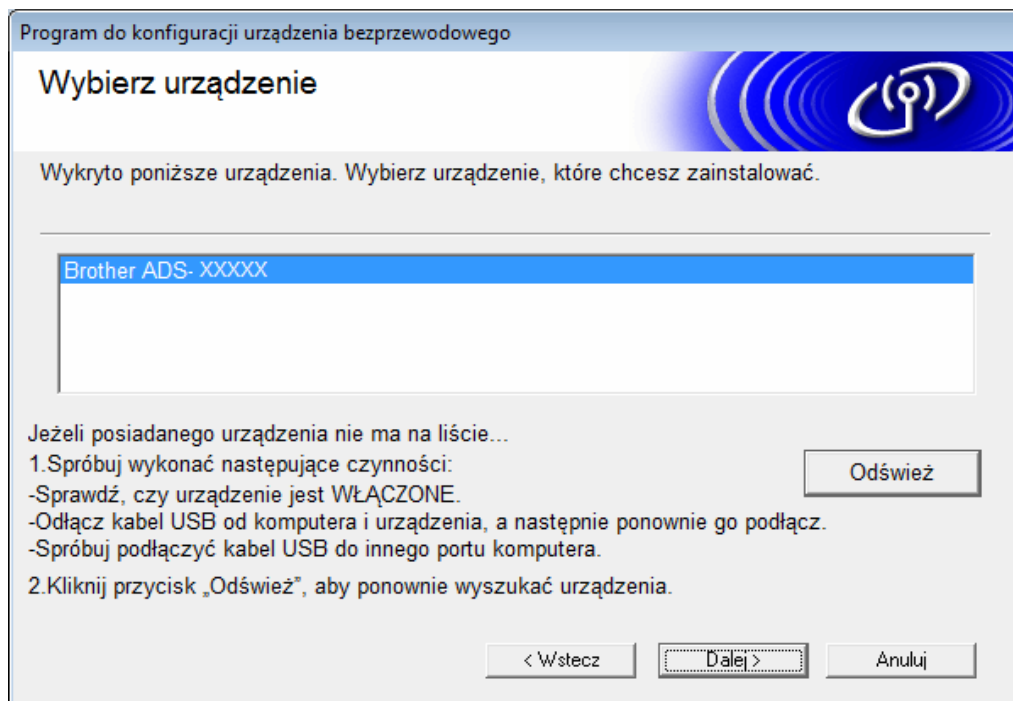 Program do konfiguracji urządzenia bezprzewodowego
Wybierz urządzenie
Wykryto poniższe urządzenia. Wybierz urządzenie, które chcesz zainstalować.
Brother ADS- XXXXX
Jeżeli posiadanego urządzenia nie ma na liście...
1.Spróbuj wykonać następujące czynności:
-Sprawdź, czy urządzenie jest WŁĄCZONE.
-Odłącz kabel USB od komputera i urządzenia, a następnie ponownie go podłącz.
-Spróbuj podłączyć kabel USB do innego portu komputera.
2.Kliknij przycisk „Odśwież”, aby ponownie wyszukać urządzenia.
Odśwież
< Wstecz
Dalej >
Anuluj